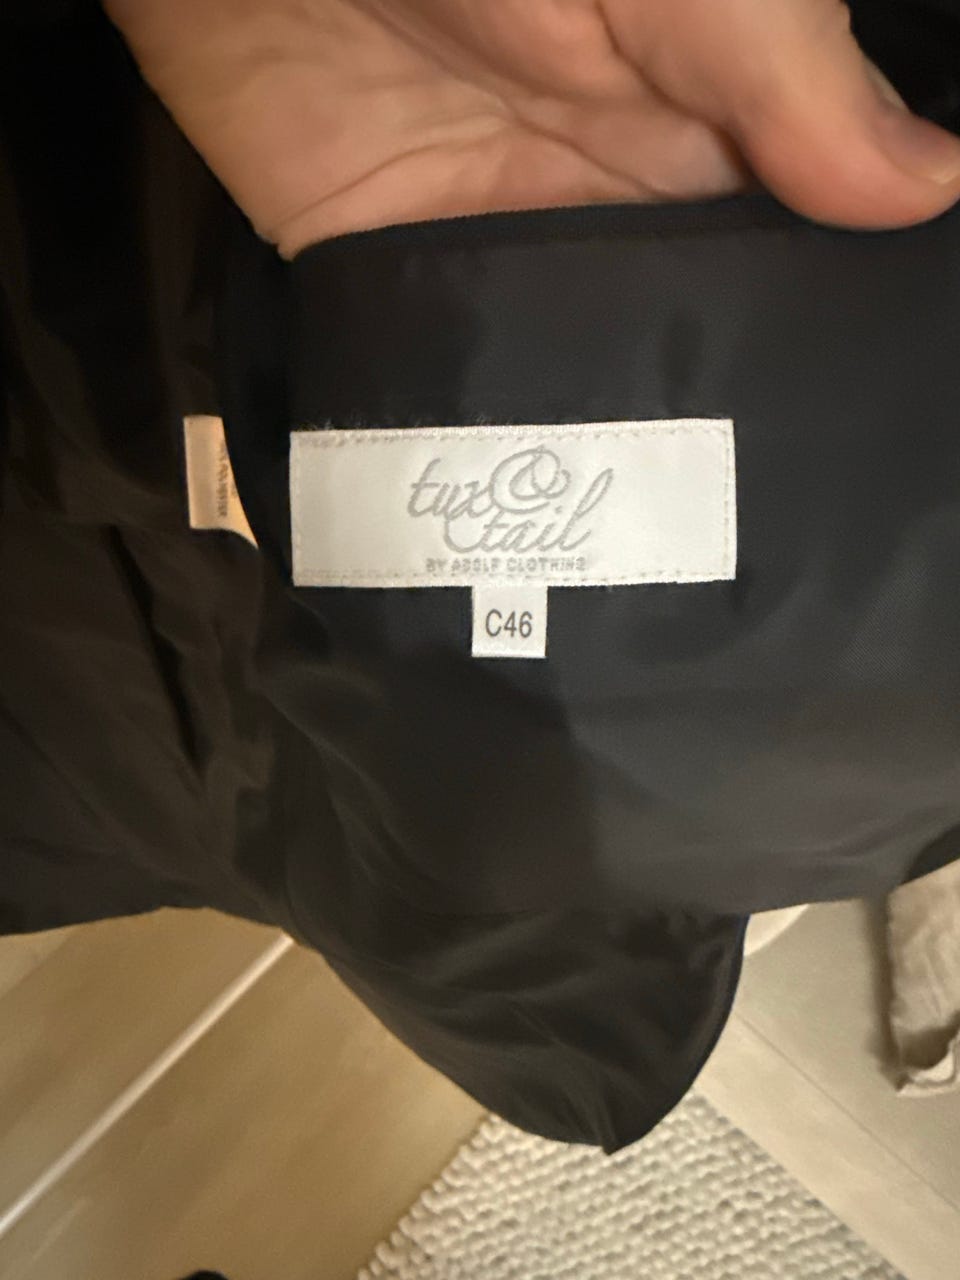 tux &
tail
BY ADOLF CLOTHING
C46